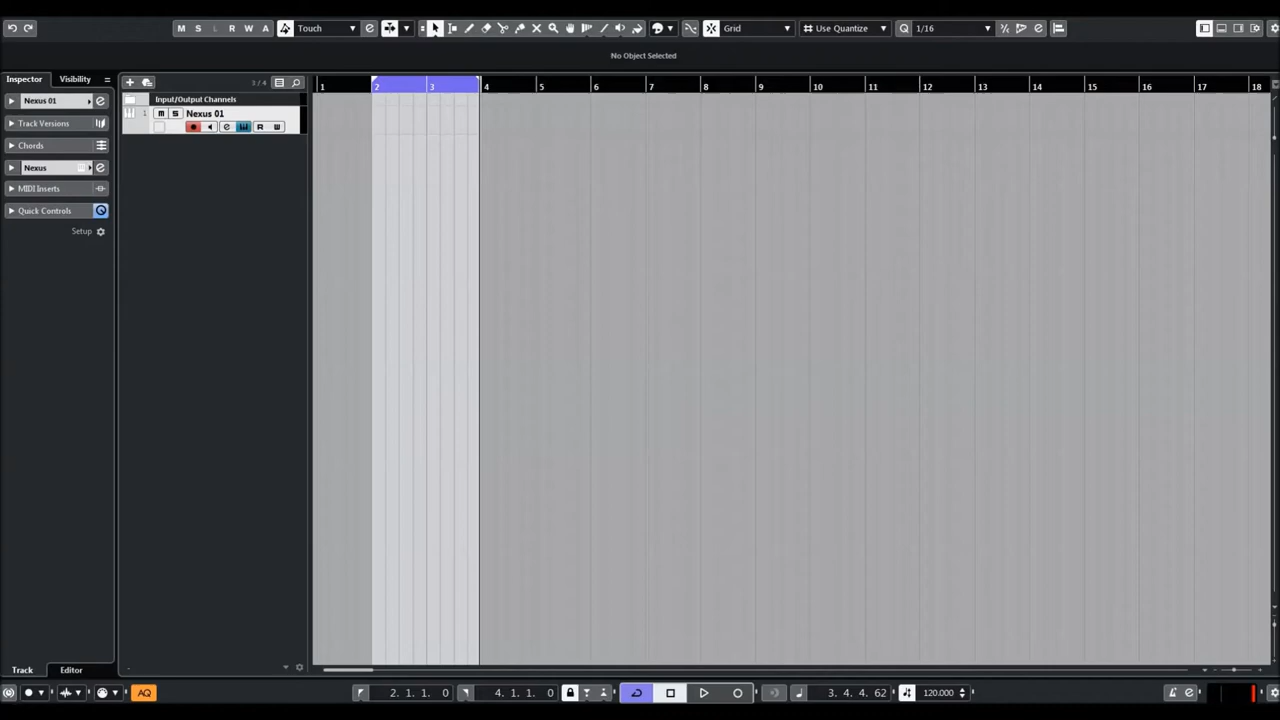 M S L R W A Touch Grid Use Quantize 1/16
No Object Selected
Inspector Visibility
3 / 4
1 2 3 4 5 6 7 8 9 10 11 12 13 14 15 16 17 18
Nexus 01
Input/Output Channels
1 m S Nexus 01
R W
Track Versions
Chords
Nexus
MIDI Inserts
Quick Controls
Setup
Track Editor
AQ 2. 1. 1. 0 4. 1. 1. 0 3. 4. 4. 62 120.000